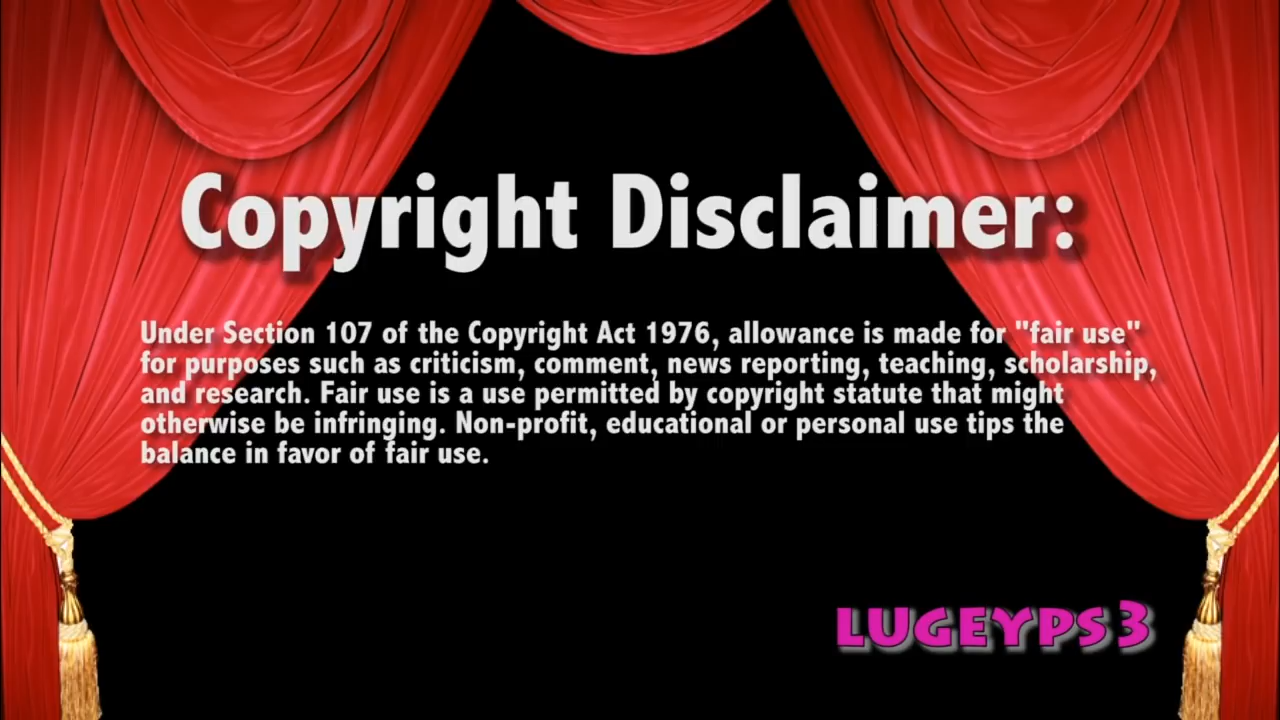 Copyright Disclaimer:
Under Section 107 of the Copyright Act 1976, allowance is made for "fair use"
for purposes such as criticism, comment, news reporting, teaching, scholarship,
and research. Fair use is a use permitted by copyright statute that might
otherwise be infringing. Non-profit, educational or personal use tips the
balance in favor of fair use.
LUGEYPS3